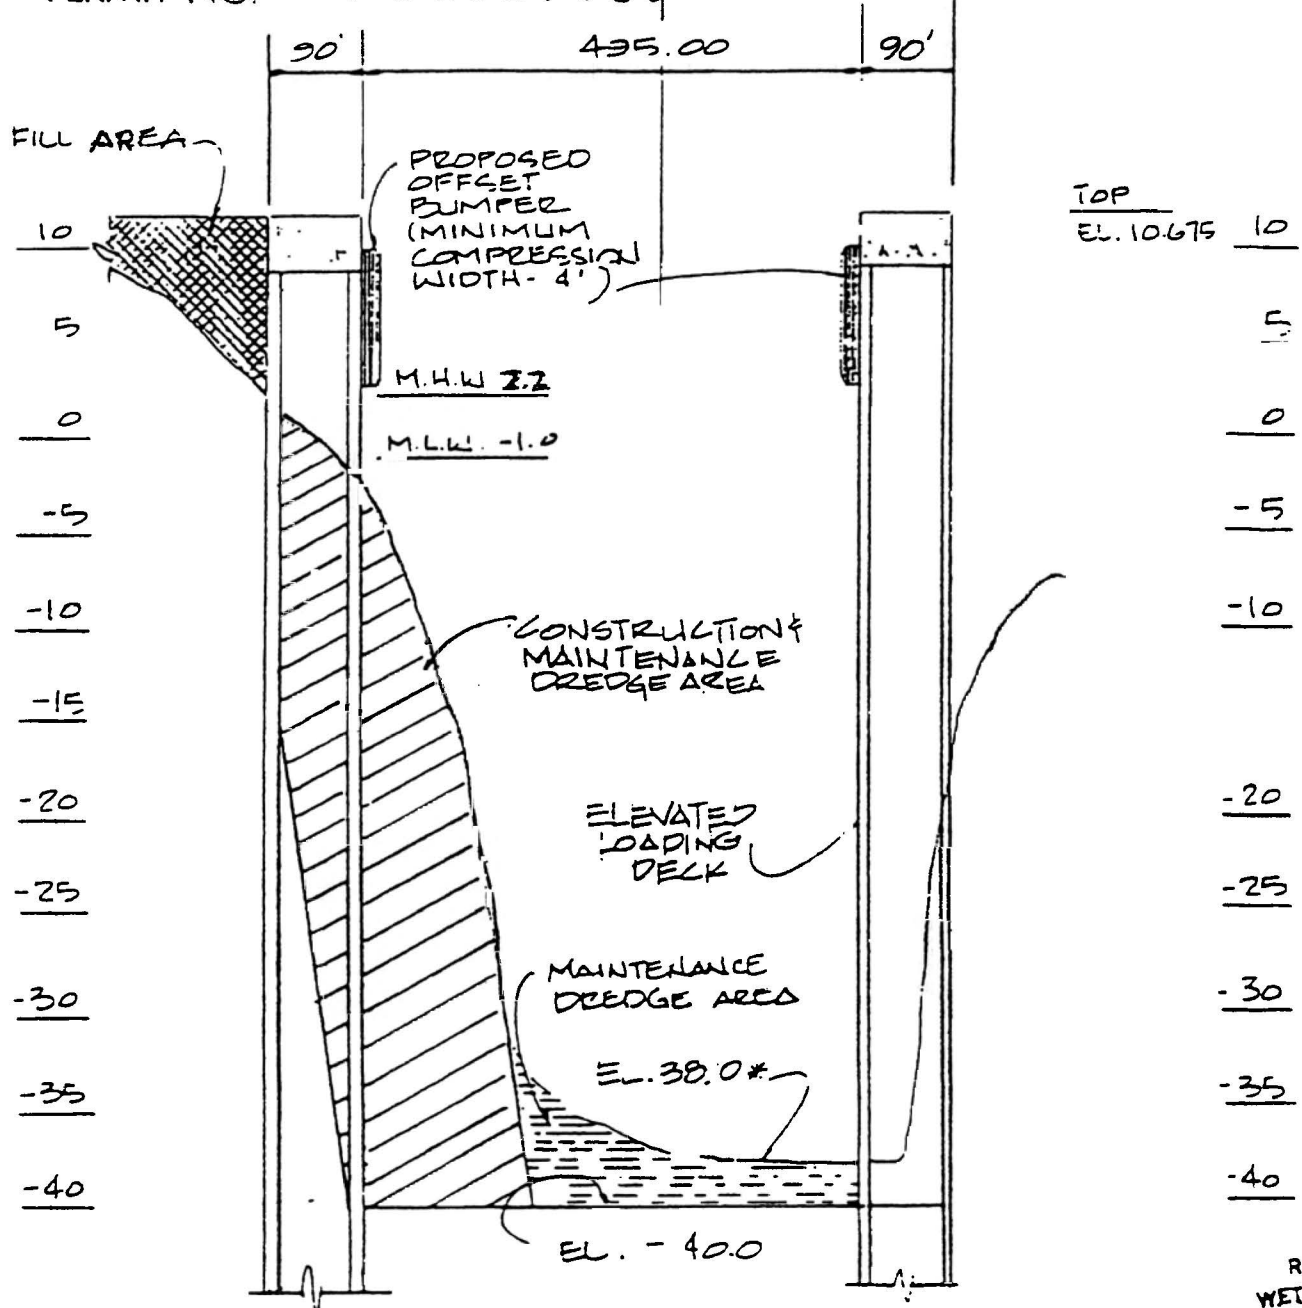 PERMIT NO.
90' 495.00 90'
FILL AREA
PROPOSED
OFFSET
BUMPER
(MINIMUM
COMPRESSION
WIDTH - 4')
TOP
EL. 10.675
10
10
5
5
M.H.W 2.2
0
0
M.L.W. -1.0
-5
-5
-10
-10
CONSTRUCTION &
MAINTENANCE
DREDGE AREA
-15
-20
-20
ELEVATED
LOADING
DECK
-25
-25
MAINTENANCE
DREDGE AREA
-30
-30
EL. 38.0*
-35
-35
-40
-40
EL. - 40.0
R
WET